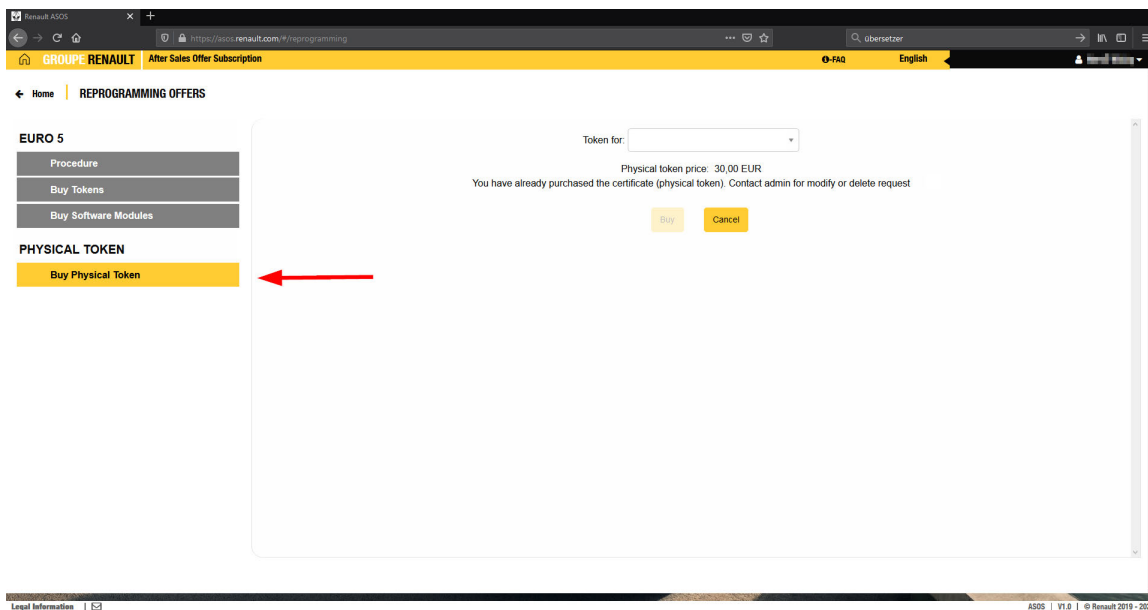 Renault ASOS
https://asos.renault.com/#/reprogramming
übersetzer
GROUPE RENAULT After Sales Offer Subscription
FAQ
English
Home REPROGRAMMING OFFERS
EURO 5
Procedure
Buy Tokens
Buy Software Modules
PHYSICAL TOKEN
Buy Physical Token
Token for:
Physical token price: 30,00 EUR
You have already purchased the certificate (physical token). Contact admin for modify or delete request
Buy Cancel
Legal Information
ASOS | V1.0 | © Renault 2019 - 20